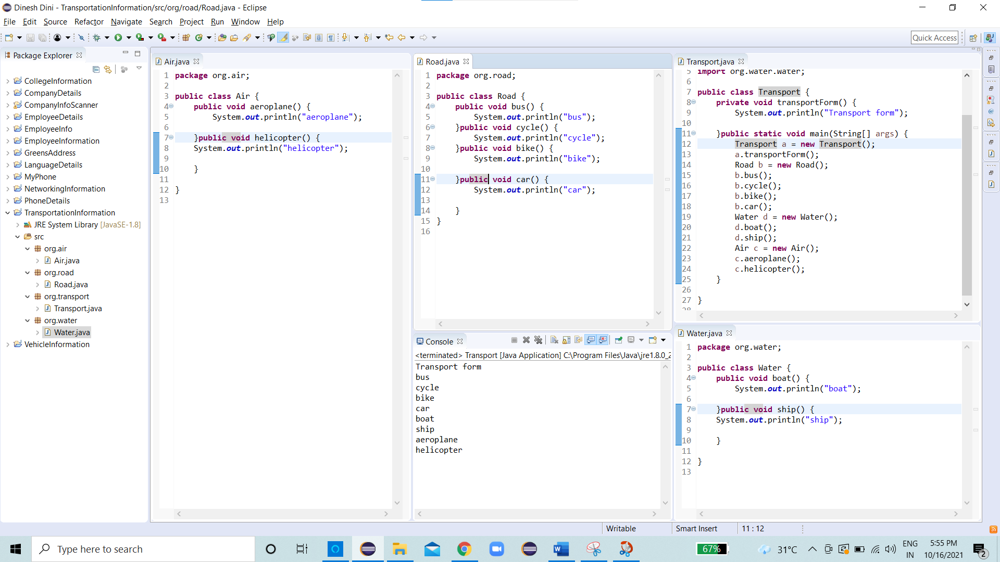 Dinesh Dini - TransportationInformation/src/org/road/Road.java - Eclipse
File Edit Source Refactor Navigate Search Project Run Window Help
Quick Access
Package Explorer
CollegeInformation
CompanyDetails
CompanyInfoScanner
EmployeeDetails
EmployeeInfo
EmployeeInformation
GreensAddress
LanguageDetails
MyPhone
NetworkingInformation
PhoneDetails
TransportationInformation
JRE System Library [JavaSE-1.8]
src
org.air
Air.java
org.road
Road.java
org.transport
Transport.java
org.water
Water.java
VehicleInformation
Air.java
1 package org.air;
2
3 public class Air {
4 public void aeroplane() {
5 System.out.println("aeroplane");
6
7 }public void helicopter() {
8 System.out.println("helicopter");
9
10 }
11
12 }
13
Road.java
1 package org.road;
2
3 public class Road {
4 public void bus() {
5 System.out.println("bus");
6 }public void cycle() {
7 System.out.println("cycle");
8 }public void bike() {
9 System.out.println("bike");
10
11 }public void car() {
12 System.out.println("car");
13
14 }
15 }
16
Transport.java
5 import org.water.Water;
6
7 public class Transport {
8 private void transportForm() {
9 System.out.println("Transport form");
10
11 }public static void main(String[] args) {
12 Transport a = new Transport();
13 a.transportForm();
14 Road b = new Road();
15 b.bus();
16 b.cycle();
17 b.bike();
18 b.car();
19 Water d = new Water();
20 d.boat();
21 d.ship();
22 Air c = new Air();
23 c.aeroplane();
24 c.helicopter();
25 }
26
27 }
28
Console
<terminated> Transport [Java Application] C:\Program Files\Java\jre1.8.0_2
Transport form
bus
cycle
bike
car
boat
ship
aeroplane
helicopter
Water.java
1 package org.water;
2
3 public class Water {
4 public void boat() {
5 System.out.println("boat");
6
7 }public void ship() {
8 System.out.println("ship");
9
10 }
11
12 }
13
Writable Smart Insert 11 : 12
Type here to search
67%
31°C
ENG
IN
5:55 PM
10/16/2021
2